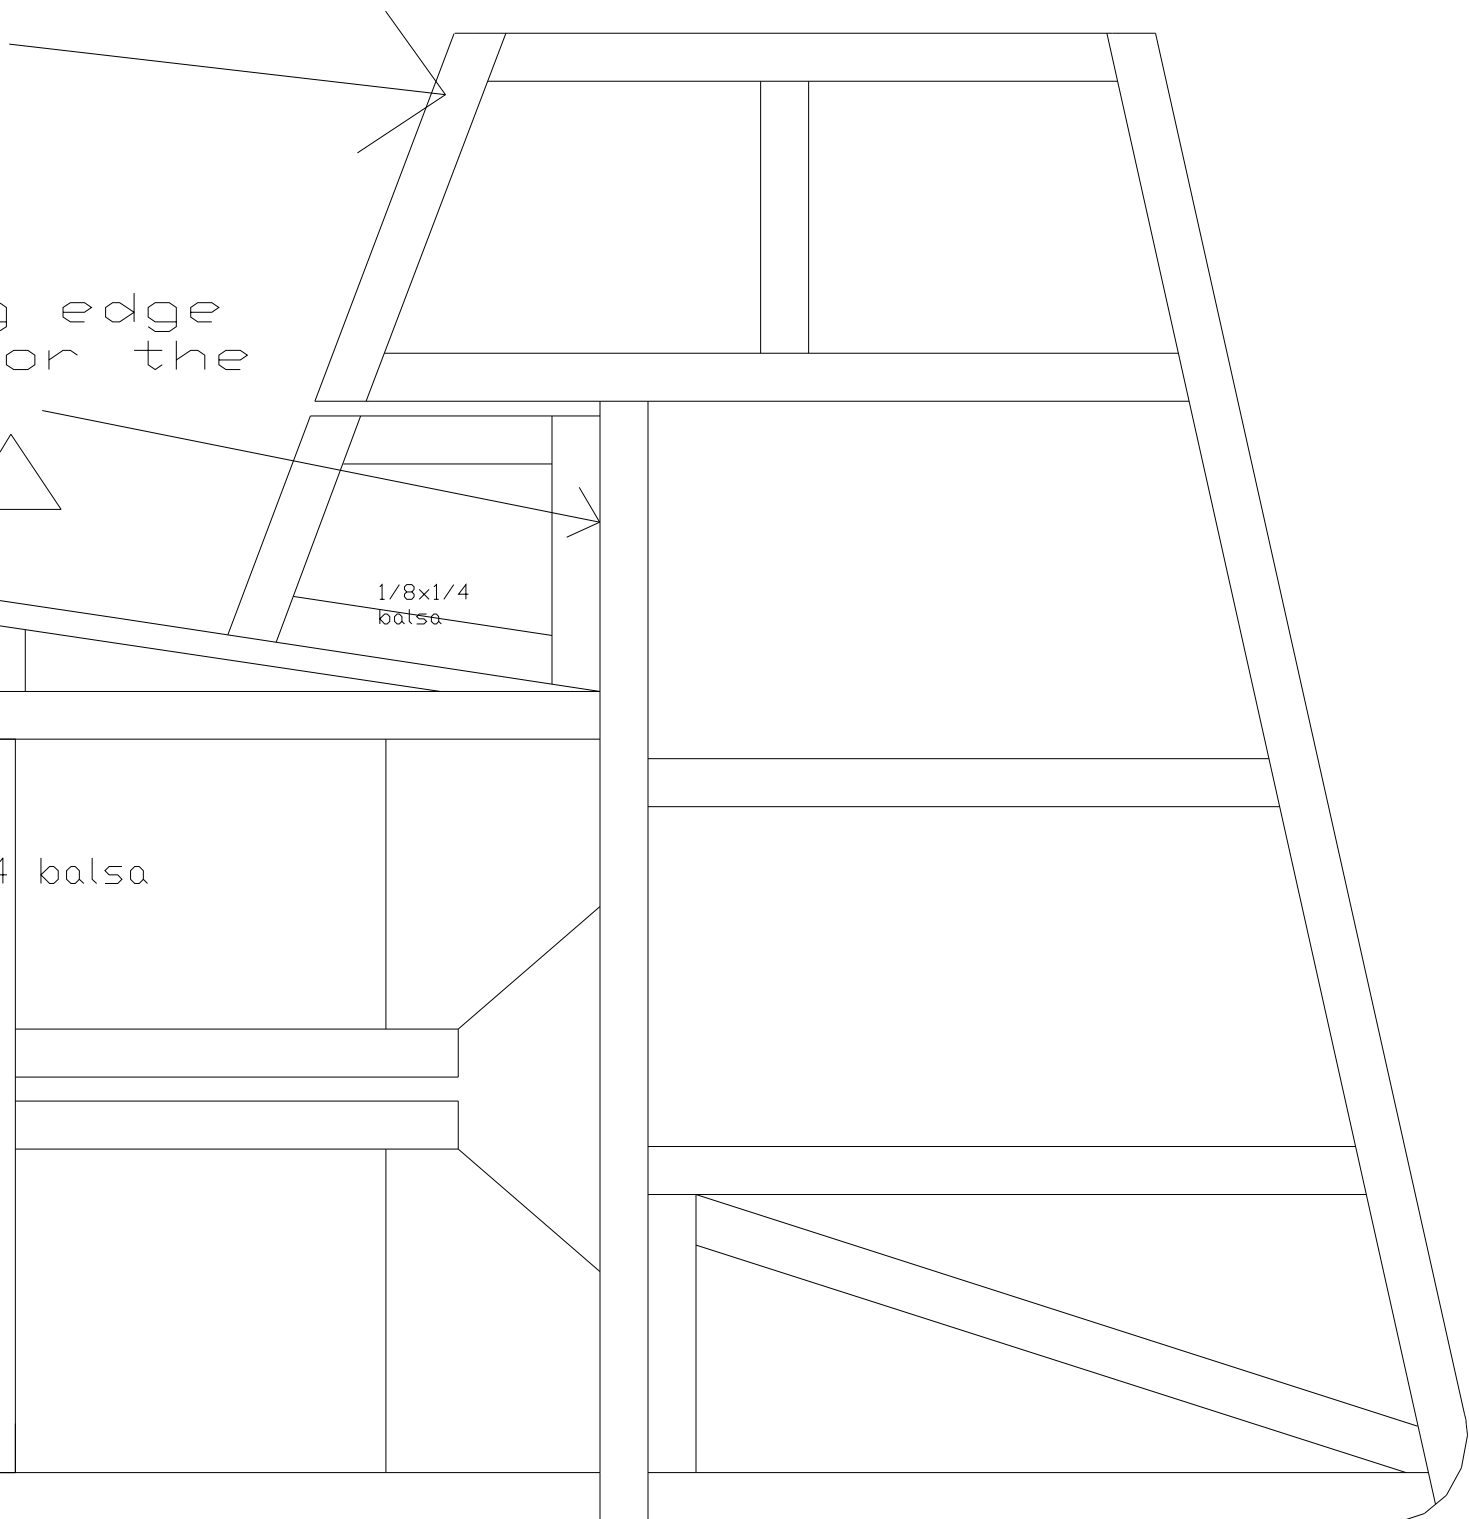 edge
or the
1/8x1/4
balsa
balsa